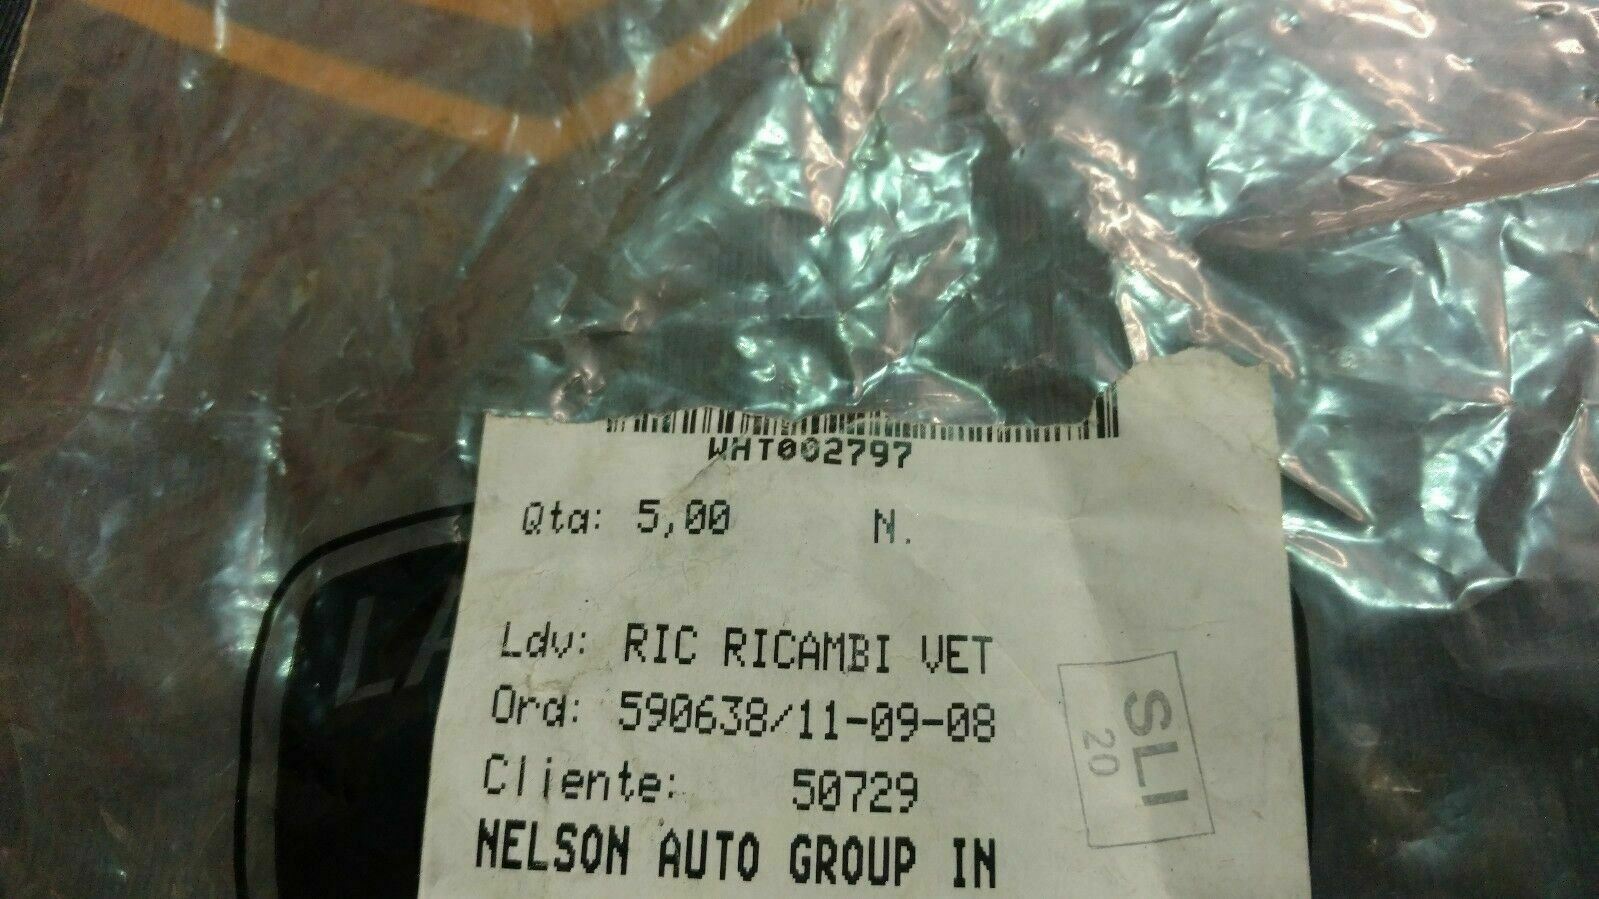 WHT002797
Qta: 5,00 N.
Ldv: RIC RICAMBI VET
Ord: 590638/11-09-08
Cliente: 50729
NELSON AUTO GROUP IN
SLI
20
LA